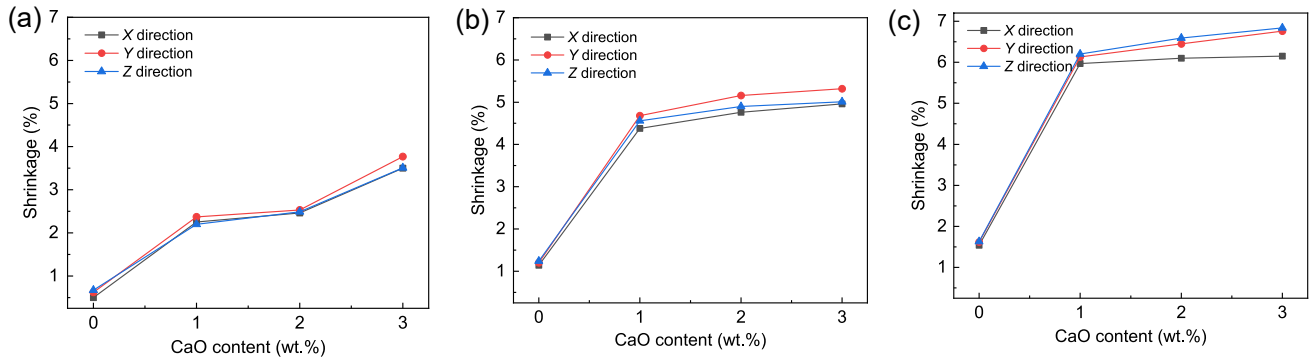 (a)
7
6
5
4
3
2
1
Shrinkage (%)
X direction
Y direction
Z direction
0 1 2 3
CaO content (wt.%)
(b)
7
6
5
4
3
2
1
Shrinkage (%)
X direction
Y direction
Z direction
0 1 2 3
CaO content (wt.%)
(c)
7
6
5
4
3
2
1
Shrinkage (%)
X direction
Y direction
Z direction
0 1 2 3
CaO content (wt.%)